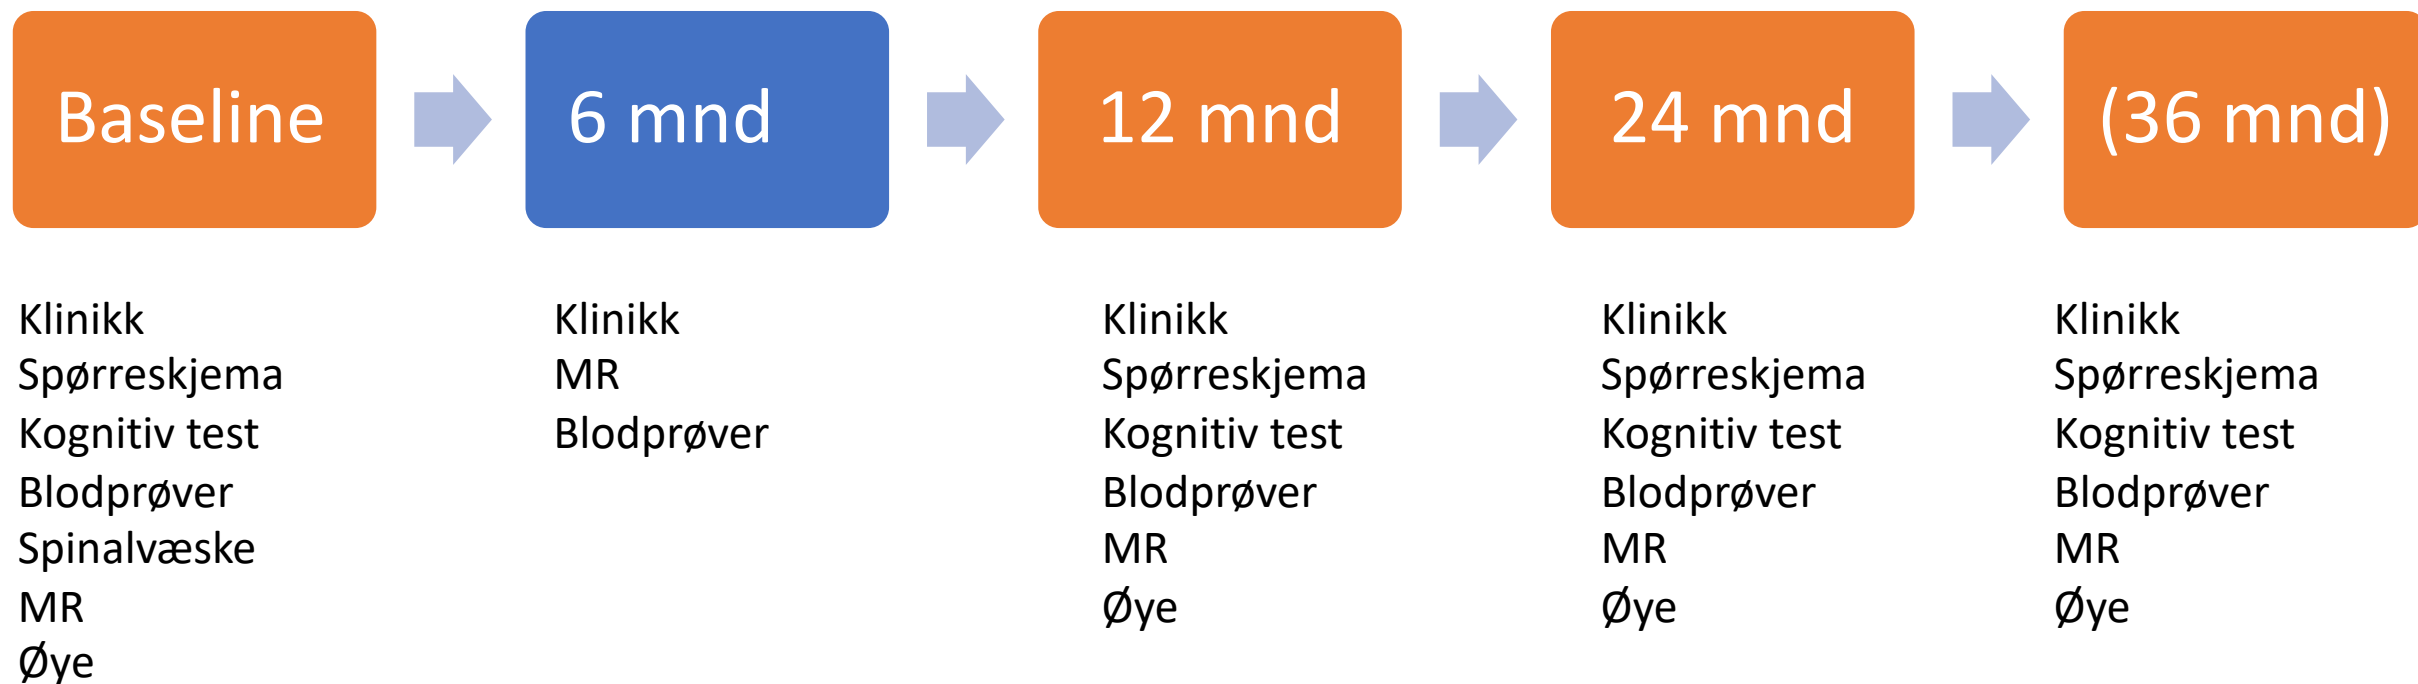 Baseline
6 mnd
12 mnd
24 mnd
(36 mnd)
Klinikk
Spørreskjema
Kognitiv test
Blodprøver
Spinalvæske
MR
Øye
Klinikk
MR
Blodprøver
Klinikk
Spørreskjema
Kognitiv test
Blodprøver
MR
Øye
Klinikk
Spørreskjema
Kognitiv test
Blodprøver
MR
Øye
Klinikk
Spørreskjema
Kognitiv test
Blodprøver
MR
Øye